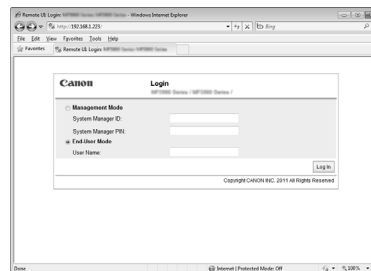 Remote UI: Login: - Windows Internet Explorer
http://192.168.1.223/
Bing
File Edit View Favorites Tools Help
Favorites Remote UI: Login:
Canon
Login
Management Mode
System Manager ID:
System Manager PIN:
End-User Mode
User Name:
Log In
Copyright CANON INC. 2011 All Rights Reserved
Done Internet | Protected Mode: Off 100%